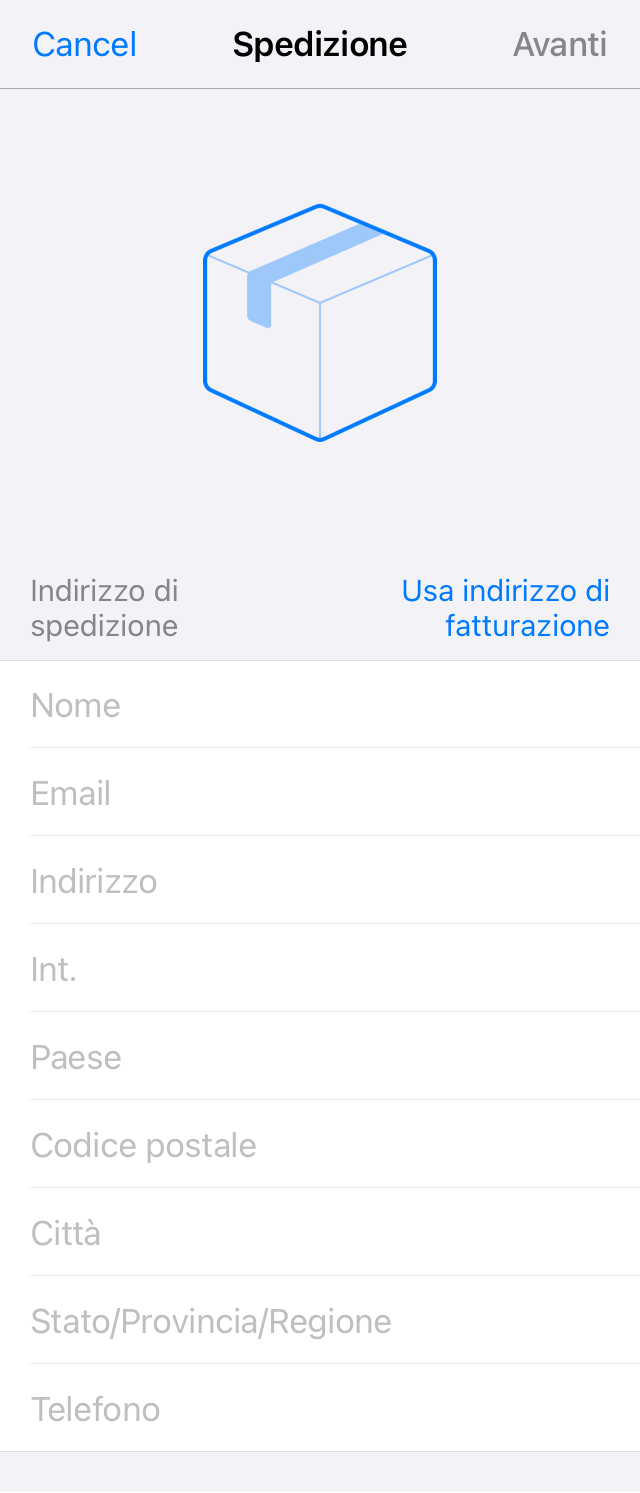 Cancel
Spedizione
Avanti
Indirizzo di
spedizione
Usa indirizzo di
fatturazione
Nome
Email
Indirizzo
Int.
Paese
Codice postale
Città
Stato/Provincia/Regione
Telefono